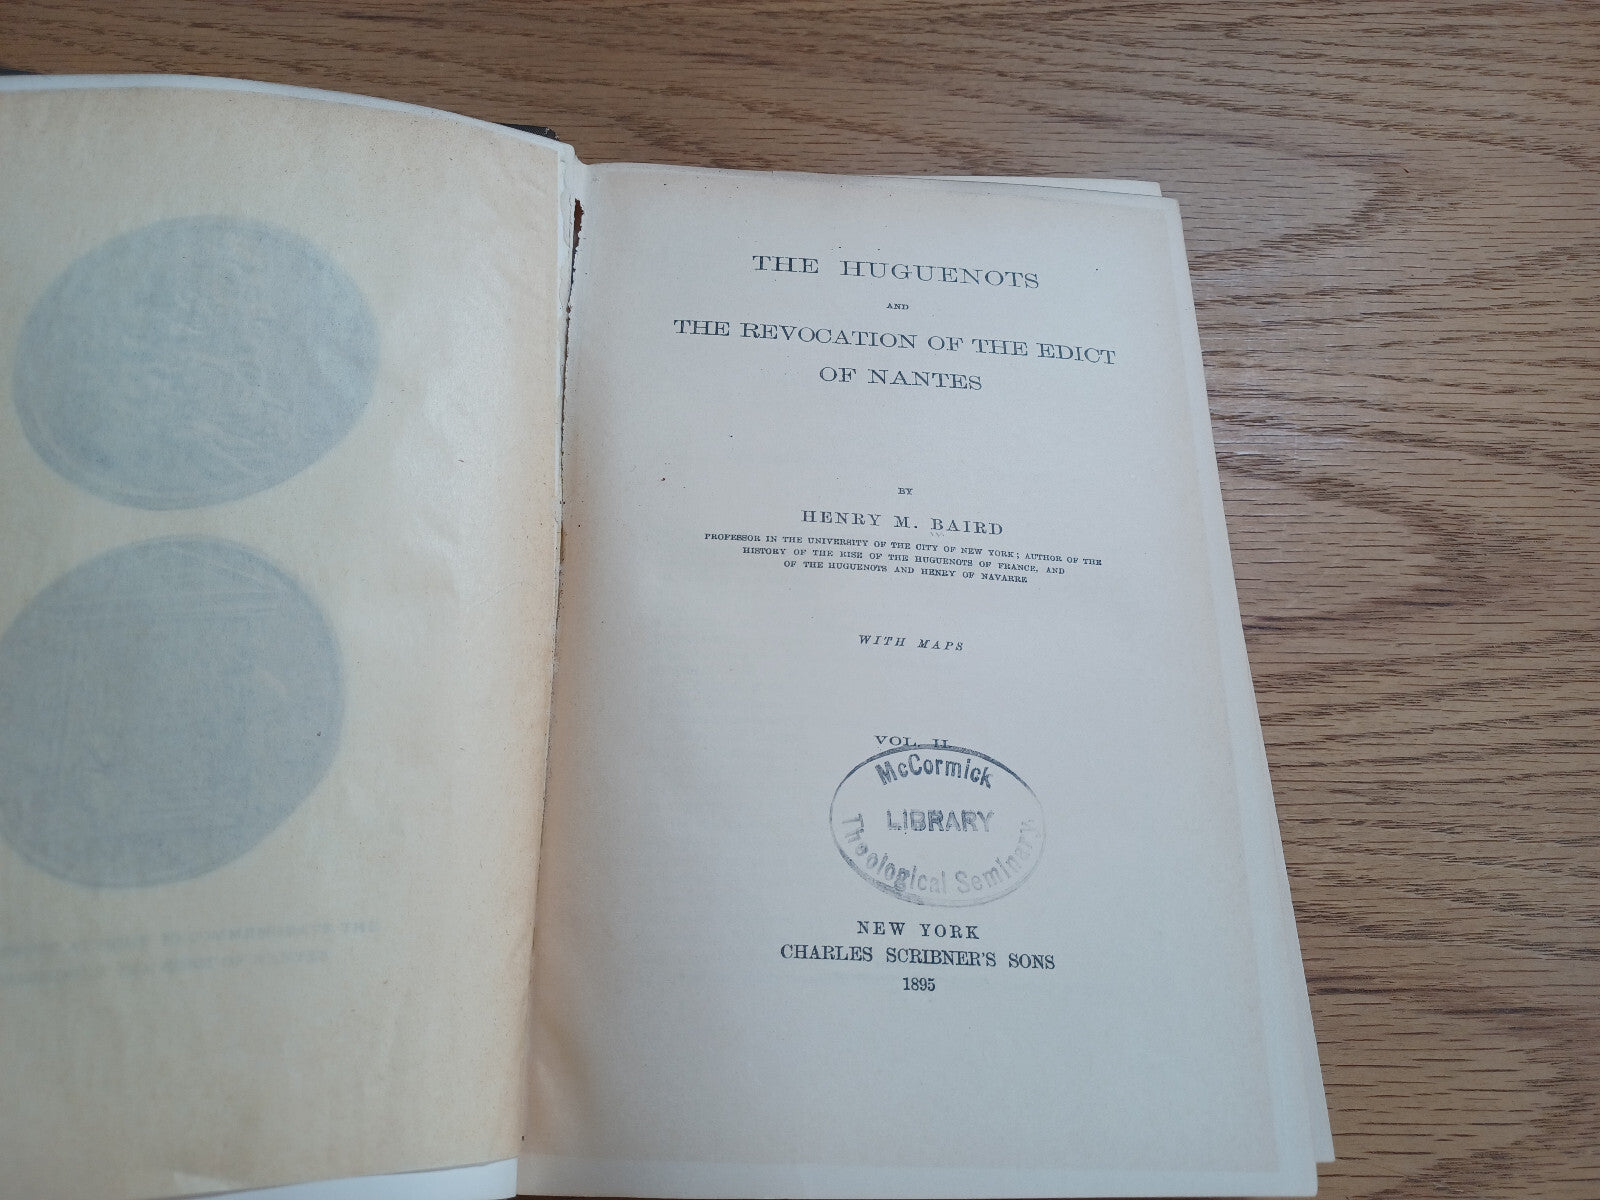 THE HUGUENOTS
AND
THE REVOCATION OF THE EDICT
OF NANTES
BY
HENRY M. BAIRD
PROFESSOR IN THE UNIVERSITY OF THE CITY OF NEW YORK; AUTHOR OF THE
HISTORY OF THE RISE OF THE HUGUENOTS OF FRANCE, AND
OF THE HUGUENOTS AND HENRY OF NAVARRE
WITH MAPS
VOL. II.
McCormick
LIBRARY
Theological Seminary
NEW YORK
CHARLES SCRIBNER'S SONS
1895